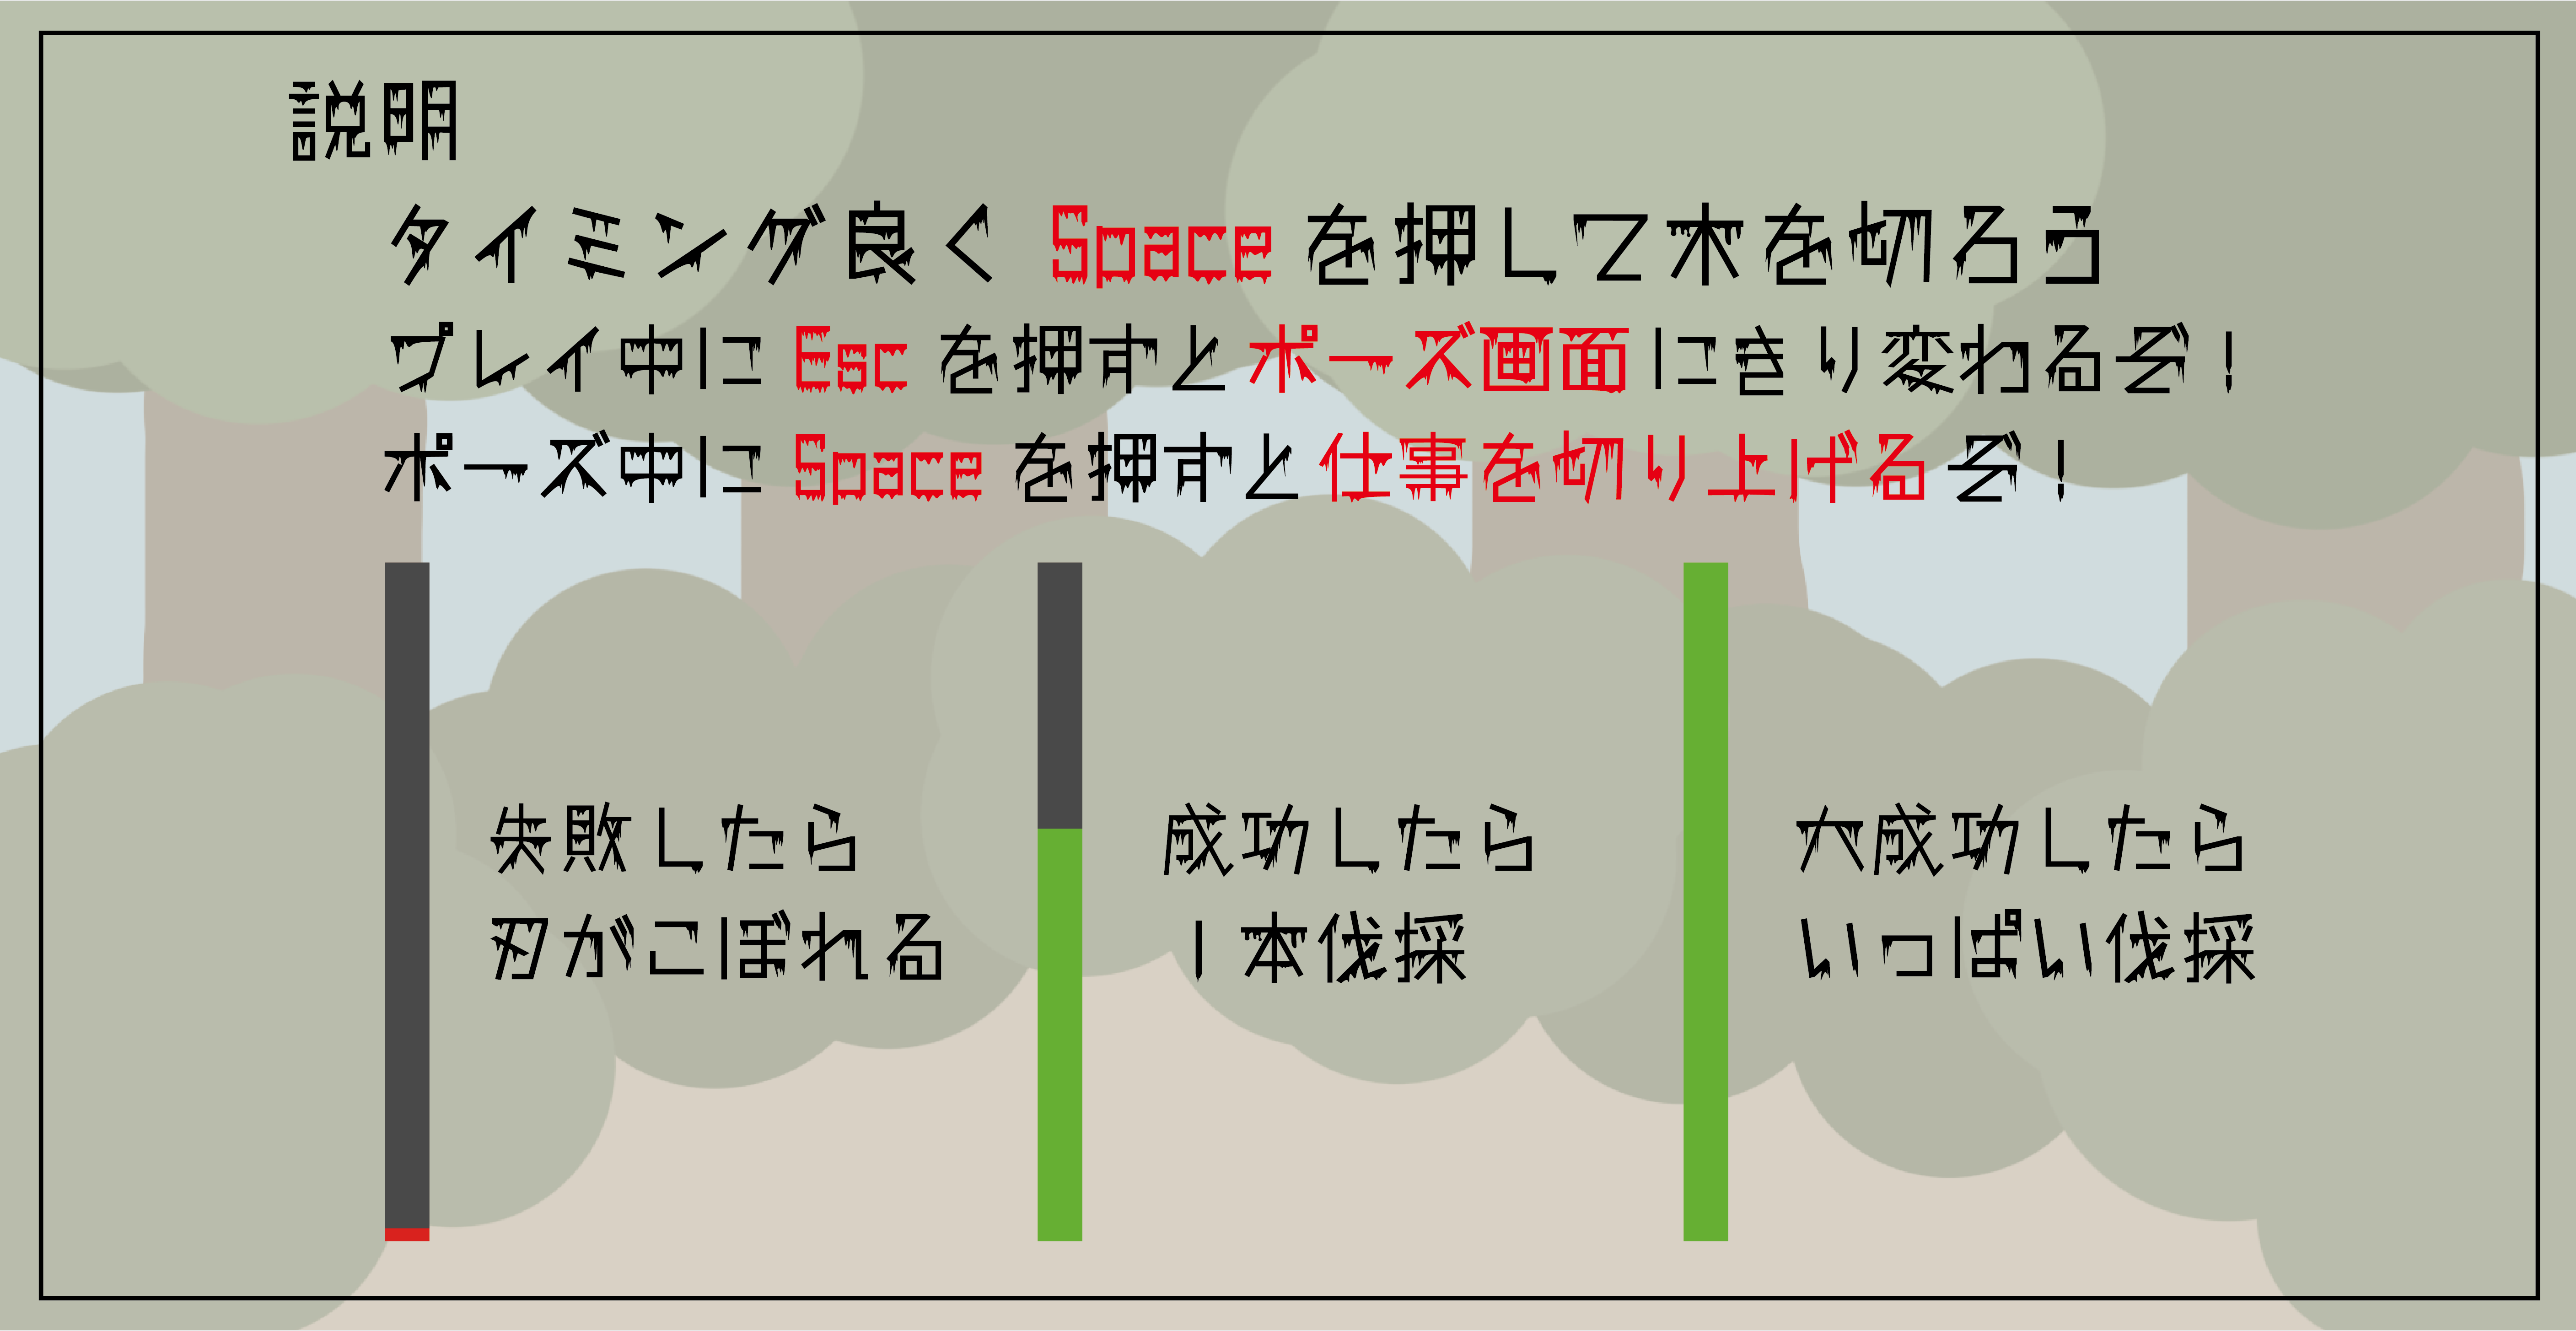 説明
タイミング良く Space を押して木を切ろう
プレイ中に Esc を押すとポーズ画面にきり変わるぞ！
ポーズ中に Space を押すと仕事を切り上げるぞ！
失敗したら
刃がこぼれる
成功したら
１本伐採
大成功したら
いっぱい伐採